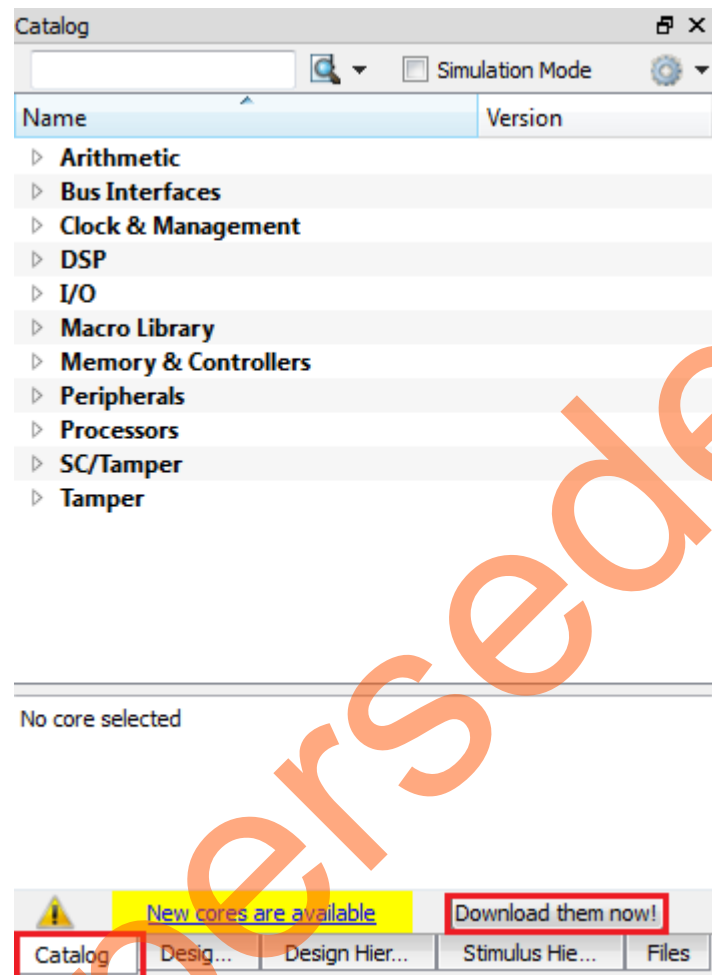 Catalog
Simulation Mode
Name Version
Arithmetic
Bus Interfaces
Clock & Management
DSP
I/O
Macro Library
Memory & Controllers
Peripherals
Processors
SC/Tamper
Tamper
No core selected
New cores are available Download them now!
Catalog Desig... Design Hier... Stimulus Hie... Files